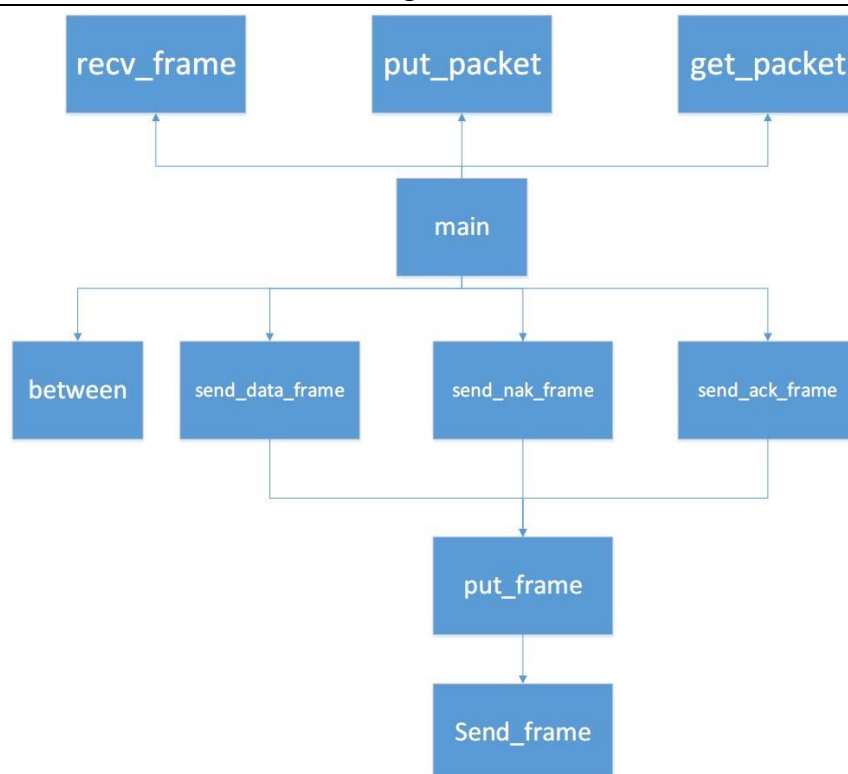 recv_frame
put_packet
get_packet
main
between
send_data_frame
send_nak_frame
send_ack_frame
put_frame
Send_frame